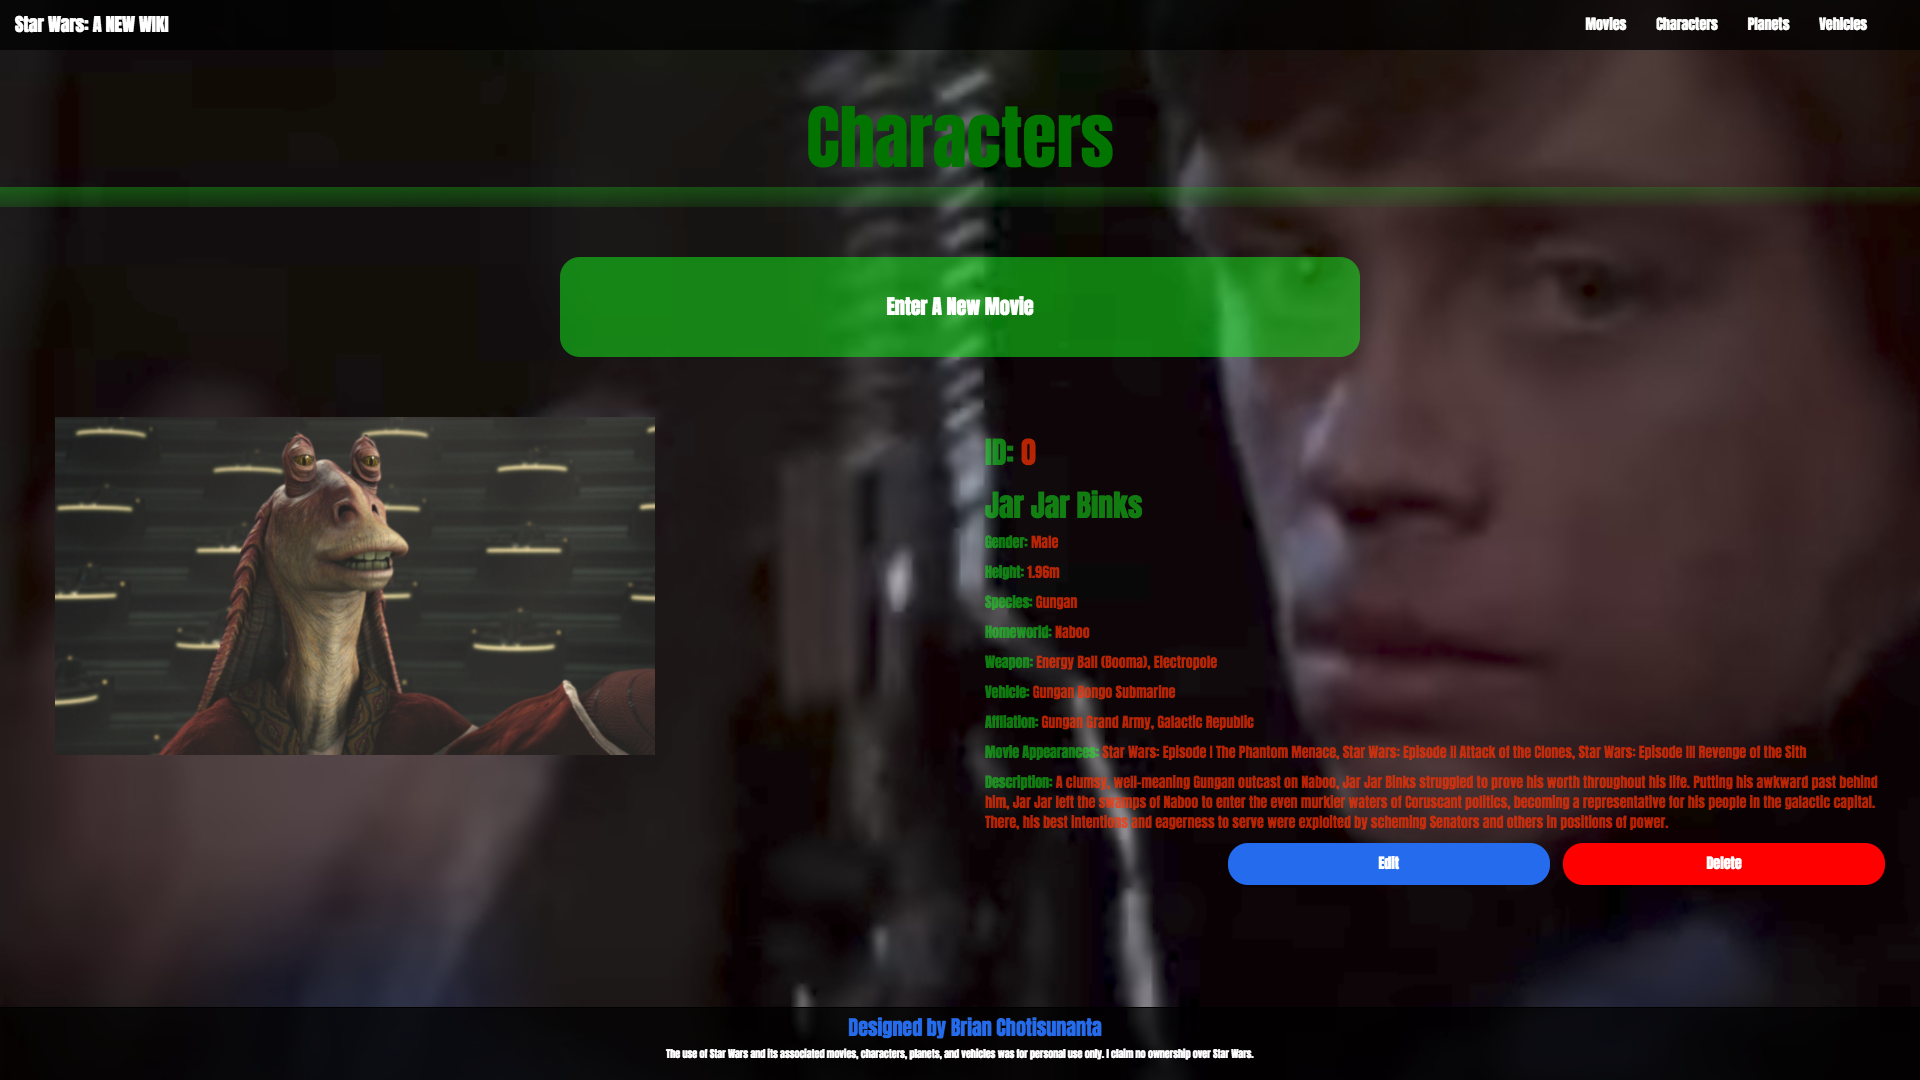 Star Wars: A NEW WIKI
Movies
Characters
Planets
Vehicles
Characters
Enter A New Movie
ID: 0
Jar Jar Binks
Gender: Male
Height: 1.96m
Species: Gungan
Homeworld: Naboo
Weapon: Energy Ball (Booma), Electropole
Vehicle: Gungan Bongo Submarine
Affiliation: Gungan Grand Army, Galactic Republic
Movie Appearances: Star Wars: Episode I The Phantom Menace, Star Wars: Episode II Attack of the Clones, Star Wars: Episode III Revenge of the Sith
Description: A clumsy, well-meaning Gungan outcast on Naboo, Jar Jar Binks struggled to prove his worth throughout his life. Putting his awkward past behind
him, Jar Jar left the swamps of Naboo to enter the even murkier waters of Coruscant politics, becoming a representative for his people in the galactic capital.
There, his best intentions and eagerness to serve were exploited by scheming Senators and others in positions of power.
Edit
Delete
Designed by Brian Chotisunanta
The use of Star Wars and its associated movies, characters, planets, and vehicles was for personal use only. I claim no ownership over Star Wars.